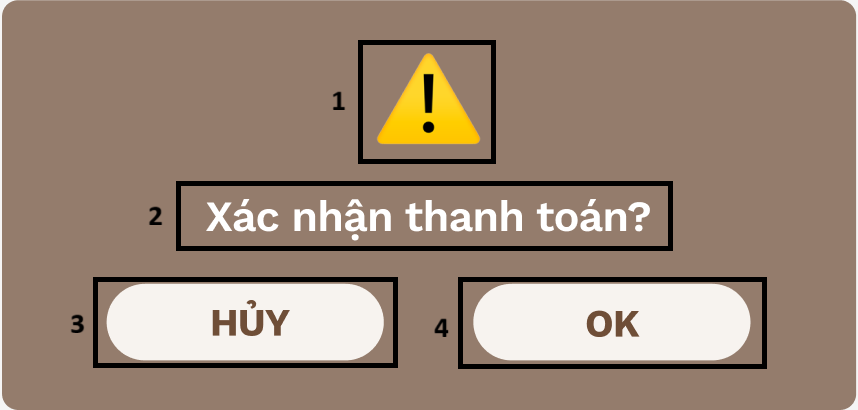 1
2 Xác nhận thanh toán?
3 HỦY 4 OK